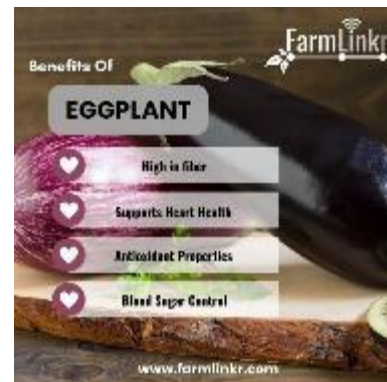 FarmLinkr
Benefits Of
EGGPLANT
High in fiber
Supports Heart Health
Antioxidant Properties
Blood Sugar Control
www.farmlinkr.com